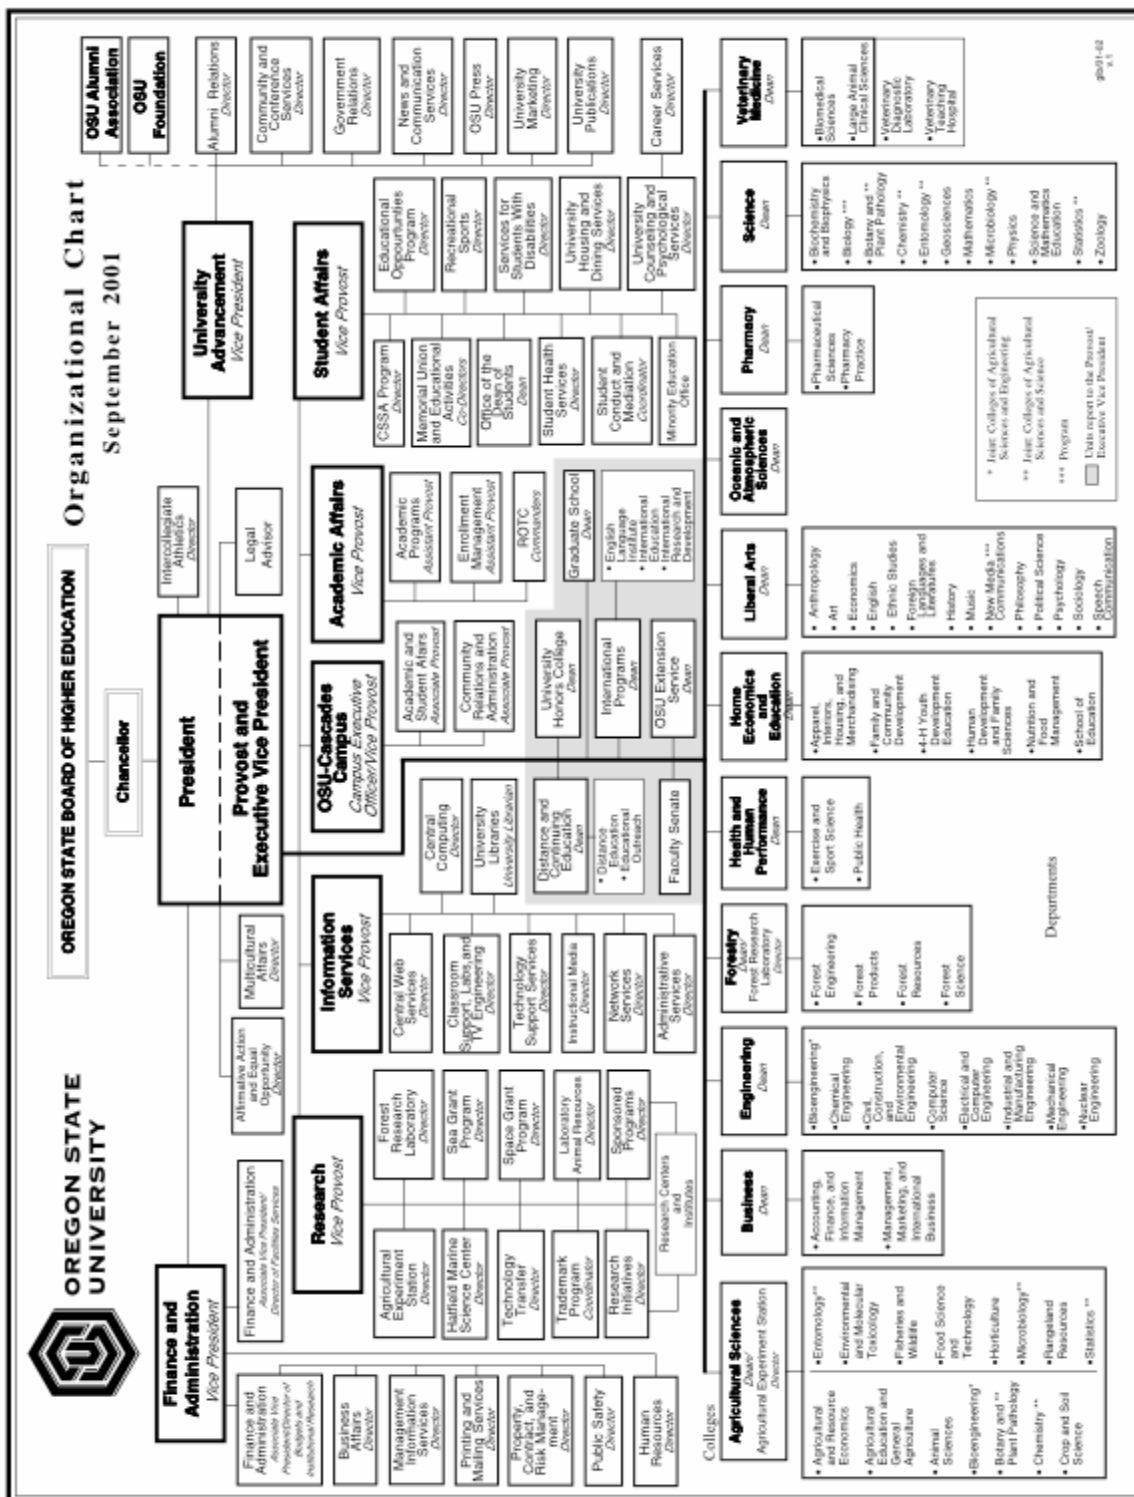 OREGON STATE
UNIVERSITY
OREGON STATE BOARD OF HIGHER EDUCATION
Organizational Chart
September 2001
Chancellor
President
Provost and
Executive Vice President
Intercollegiate
Athletics
Director
Legal
Advisor
Multicultural
Affairs
Director
Affirmative Action
and Equal
Opportunity
Director
Finance and
Administration
Vice President
Finance and Administration
Associate Vice President/
Director of Facilities Services
Finance and
Administration
Associate Vice
President/Director of
Budgets and
Institutional Research
Business
Affairs
Director
Management
Information
Services
Director
Printing and
Mailing Services
Director
Property,
Contract, and
Risk Manage-
ment
Director
Public Safety
Director
Human
Resources
Director
University
Advancement
Vice President
OSU Alumni
Association
OSU
Foundation
Alumni Relations
Director
Community and
Conference
Services
Director
Government
Relations
Director
News and
Communication
Services
Director
OSU Press
Director
University
Marketing
Director
University
Publications
Director
Research
Vice Provost
Agricultural
Experiment
Station
Director
Forest
Research
Laboratory
Director
Hatfield Marine
Science Center
Director
Sea Grant
Program
Director
Technology
Transfer
Director
Space Grant
Program
Director
Trademark
Program
Coordinator
Laboratory
Animal Resources
Director
Research
Initiatives
Director
Sponsored
Programs
Director
Research Centers
and
Institutes
Information
Services
Vice Provost
Central
Computing
Director
University
Libraries
University Librarian
Central Web
Services
Director
Classroom
Support, Labs, and
TV Engineering
Director
Technology
Support Services
Director
Instructional Media
Director
Network
Services
Director
Administrative
Services
Director
OSU-Cascades
Campus
Campus Executive
Officer/Vice Provost
Academic and
Student Afairs
Associate Provost
Community
Relations and
Administration
Associate Provost
Academic Affairs
Vice Provost
Academic
Programs
Assistant Provost
Enrollment
Management
Assistant Provost
ROTC
Commanders
Student Affairs
Vice Provost
CSSA Program
Director
Educational
Opportunities
Program
Director
Memorial Union
and Educational
Activities
Co-Directors
Recreational
Sports
Director
Office of the
Dean of
Students
Dean
Services for
Students With
Disabilities
Director
Student Health
Services
Director
University
Housing and
Dining Services
Director
Student
Conduct and
Mediation
Coordinator
University
Counseling and
Psychological
Services
Director
Career Services
Director
Minority Education
Office
Distance and
Continuing
Education
Dean
• Distance
Education
• Educational
Outreach
Faculty Senate
University
Honors College
Dean
Graduate School
Dean
International
Programs
Dean
• English
Language
Institute
• International
Education
• International
Research and
Development
OSU Extension
Service
Dean
Colleges
Agricultural Sciences
Dean/
Agricultural Experiment Station
Director
• Agricultural
and Resource
Economics
• Agricultural
Education and
General
Agriculture
• Animal
Sciences
• Bioengineering*
• Botany and **
Plant Pathology
• Chemistry **
• Crop and Soil
Science
• Entomology**
• Environmental
and Molecular
Toxicology
• Fisheries and
Wildlife
• Food Science
and
Technology
• Horticulture
• Microbiology**
• Rangeland
Resources
• Statistics **
Business
Dean
• Accounting,
Finance, and
Information
Management
• Management,
Marketing, and
International
Business
Engineering
Dean
• Bioengineering*
• Chemical
Engineering
• Civil,
Construction,
and
Environmental
Engineering
• Computer
Science
• Electrical and
Computer
Engineering
• Industrial and
Manufacturing
Engineering
• Mechanical
Engineering
• Nuclear
Engineering
Forestry
Dean/
Forest Research
Laboratory
Director
• Forest
Engineering
• Forest
Products
• Forest
Resources
• Forest
Science
Health and
Human
Performance
Dean
• Exercise and
Sport Science
• Public Health
Home
Economics
and
Education
Dean
• Apparel,
Interiors,
Housing, and
Merchandising
• Family and
Community
Development
• 4-H Youth
Development
Education
• Human
Development
and Family
Sciences
• Nutrition and
Food
Management
• School of
Education
Liberal Arts
Dean
• Anthropology
• Art
• Economics
• English
• Ethnic Studies
• Foreign
Languages and
Literatures
• History
• Music
• New Media ***
Communications
• Philosophy
• Political Science
• Psychology
• Sociology
• Speech
Communication
Oceanic and
Atmospheric
Sciences
Dean
Pharmacy
Dean
• Pharmaceutical
Sciences
• Pharmacy
Practice
Science
Dean
• Biochemistry
and Biophysics
• Biology ***
• Botany and **
Plant Pathology
• Chemistry **
• Entomology **
• Geosciences
• Mathematics
• Microbiology **
• Physics
• Science and
Mathematics
Education
• Statistics **
• Zoology
Veterinary
Medicine
Dean
• Biomedical
Sciences
• Large Animal
Clinical Sciences
• Veterinary
Diagnostic
Laboratory
• Veterinary
Teaching
Hospital
Departments
* Joint: Colleges of Agricultural
Sciences and Engineering
** Joint: Colleges of Agricultural
Sciences and Science
*** Program
Units report to the Provost/
Executive Vice President